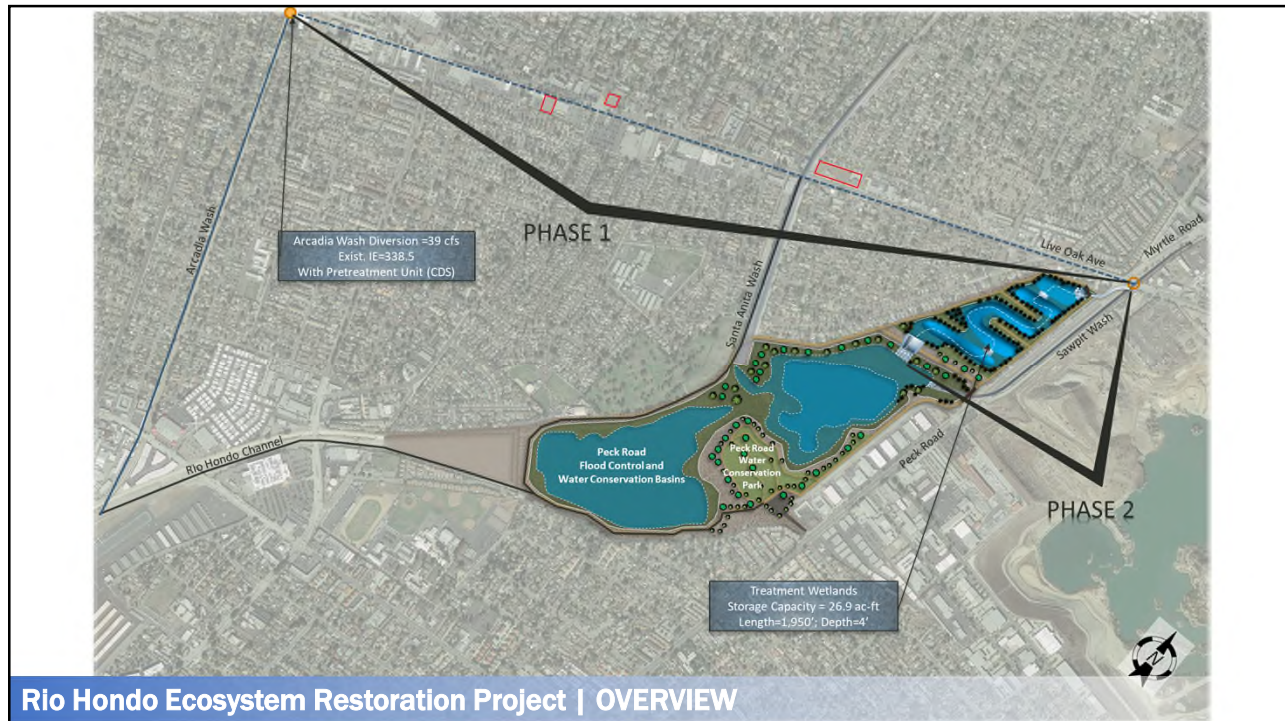 Arcadia Wash
Arcadia Wash Diversion =39 cfs
Exist. IE=338.5
With Pretreatment Unit (CDS)
PHASE 1
Santa Anita Wash
Live Oak Ave
Myrtle Road
Sawpit Wash
Rio Hondo Channel
Peck Road
Flood Control and
Water Conservation Basins
Peck Road
Water
Conservation
Park
Peck Road
PHASE 2
Treatment Wetlands
Storage Capacity = 26.9 ac-ft
Length=1,950'; Depth=4'
N
Rio Hondo Ecosystem Restoration Project | OVERVIEW